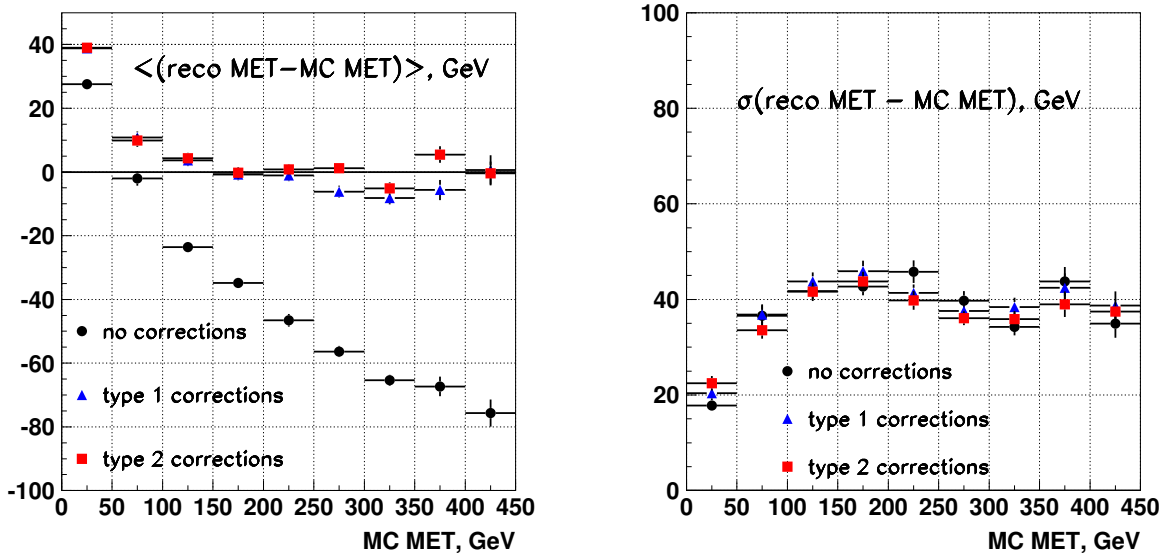 40
20
0
-20
-40
-60
-80
-100
<(reco MET-MC MET)>, GeV
no corrections
type 1 corrections
type 2 corrections
0 50 100 150 200 250 300 350 400 450
MC MET, GeV
100
80
60
40
20
0
σ(reco MET - MC MET), GeV
no corrections
type 1 corrections
type 2 corrections
0 50 100 150 200 250 300 350 400 450
MC MET, GeV